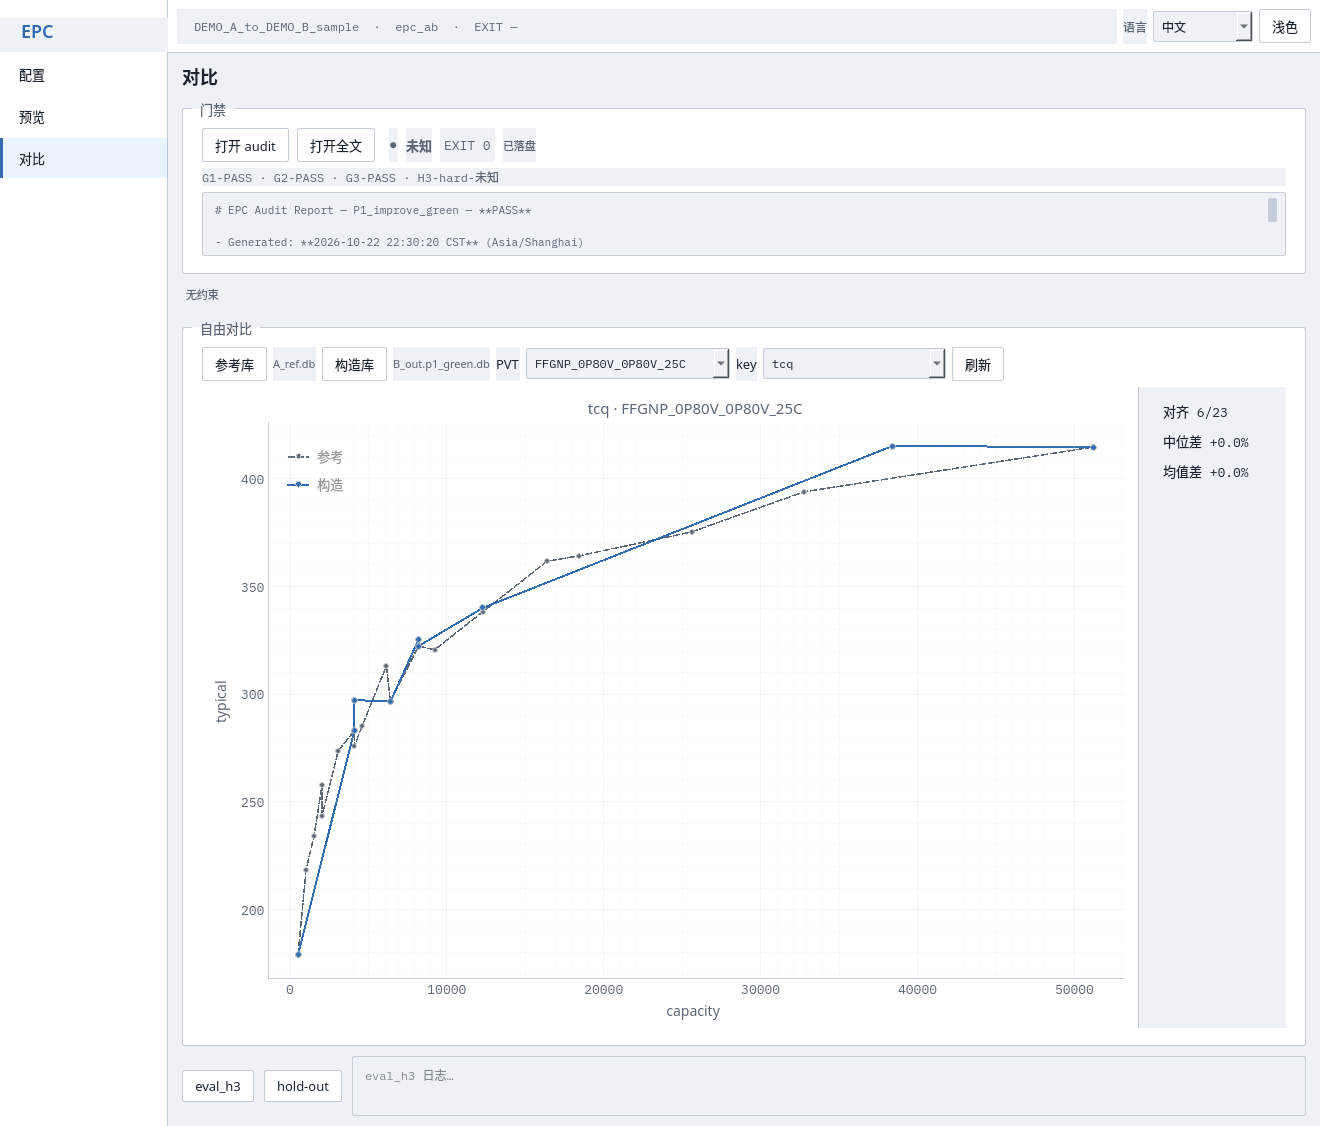 EPC
DEMO_A_to_DEMO_B_sample · epc_ab · EXIT —
语言
中文
浅色
配置
预览
对比
对比
门禁
打开 audit
打开全文
● 未知
EXIT 0
已落盘
G1-PASS · G2-PASS · G3-PASS · H3-hard-未知
# EPC Audit Report — P1_improve_green — **PASS**
- Generated: **2026-10-22 22:30:20 CST** (Asia/Shanghai)
无约束
自由对比
参考库
A_ref.db
构造库
B_out.p1_green.db
PVT
FFGNP_0P80V_0P80V_25C
key
tcq
刷新
tcq · FFGNP_0P80V_0P80V_25C
参考
构造
400
350
300
250
200
typical
0 10000 20000 30000 40000 50000
capacity
对齐 6/23
中位差 +0.0%
均值差 +0.0%
eval_h3
hold-out
eval_h3 日志…